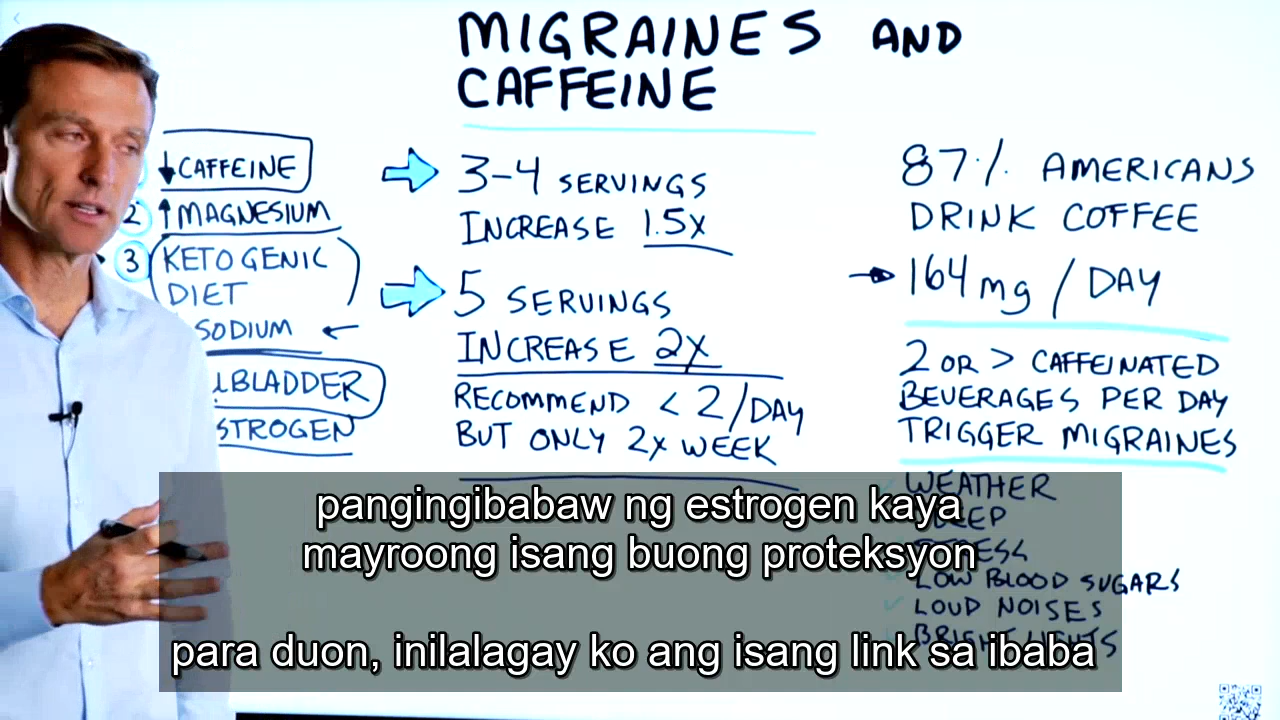 MIGRAINES AND
CAFFEINE
↓ CAFFEINE
2 ↑ MAGNESIUM
3 KETOGENIC
DIET
SODIUM ←
LBLADDER
STROGEN
3-4 SERVINGS
INCREASE 1.5X
5 SERVINGS
INCREASE 2X
RECOMMEND < 2/DAY
BUT ONLY 2X WEEK
87% AMERICANS
DRINK COFFEE
164mg / DAY
2 OR > CAFFEINATED
BEVERAGES PER DAY
TRIGGER MIGRAINES
WEATHER
LOW BLOOD SUGARS
LOUD NOISES
BRIGHT LIGHTS
pangingibabaw ng estrogen kaya
mayroong isang buong proteksyon
para duon, inilalagay ko ang isang link sa ibaba